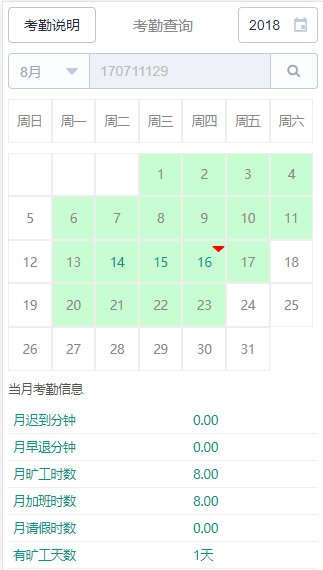 考勤说明 考勤查询 2018
8月 170711129
周日 周一 周二 周三 周四 周五 周六
1 2 3 4
5 6 7 8 9 10 11
12 13 14 15 16 17 18
19 20 21 22 23 24 25
26 27 28 29 30 31
当月考勤信息
月迟到分钟 0.00
月早退分钟 0.00
月旷工时数 8.00
月加班时数 8.00
月请假时数 0.00
有旷工天数 1天